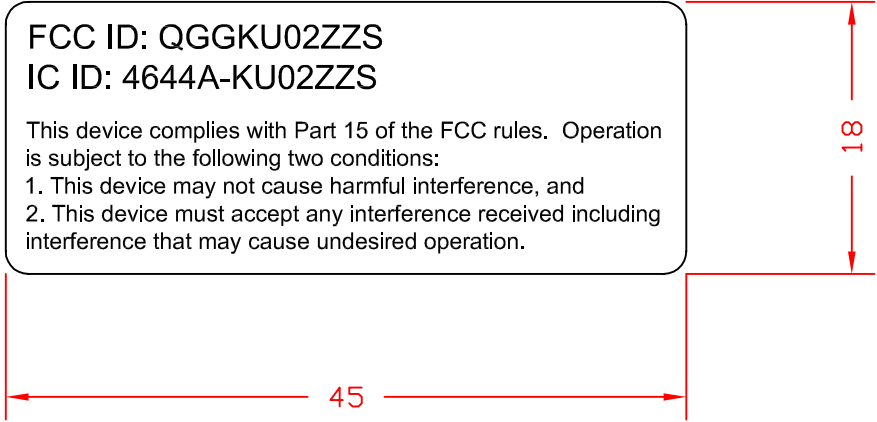 FCC ID: QGGKU02ZZS
IC ID: 4644A-KU02ZZS
This device complies with Part 15 of the FCC rules.  Operation
is subject to the following two conditions:
1. This device may not cause harmful interference, and
2. This device must accept any interference received including
interference that may cause undesired operation.
18
45